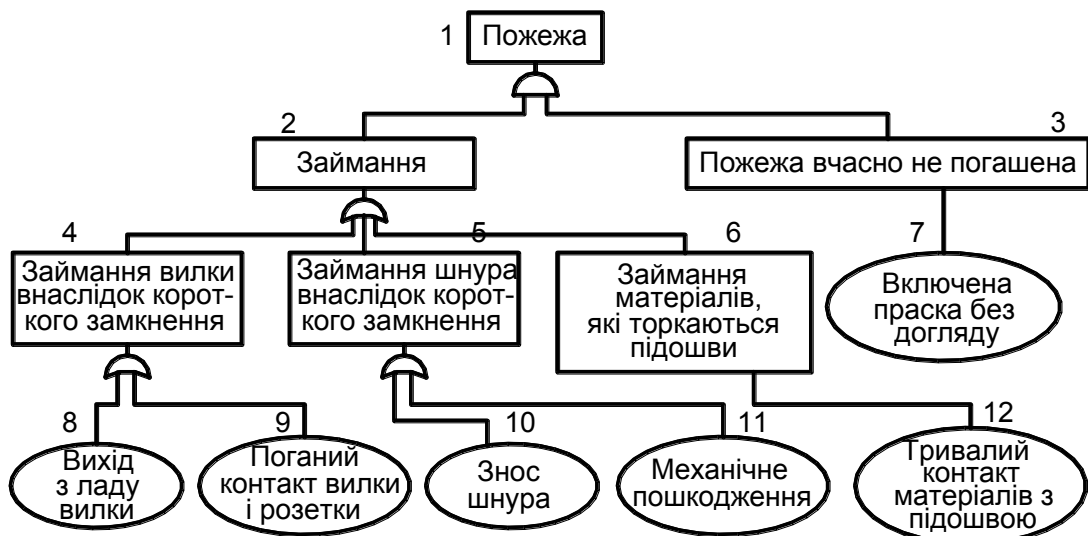 1
Пожежа
2
Займання
3
Пожежа вчасно не погашена
4
Займання вилки
внаслідок корот-
кого замкнення
5
Займання шнура
внаслідок корот-
кого замкнення
6
Займання
матеріалів,
які торкаються
підошви
7
Включена
праска без
догляду
8
Вихід
з ладу
вилки
9
Поганий
контакт вилки
і розетки
10
Знос
шнура
11
Механічне
пошкодження
12
Тривалий
контакт
матеріалів з
підошвою